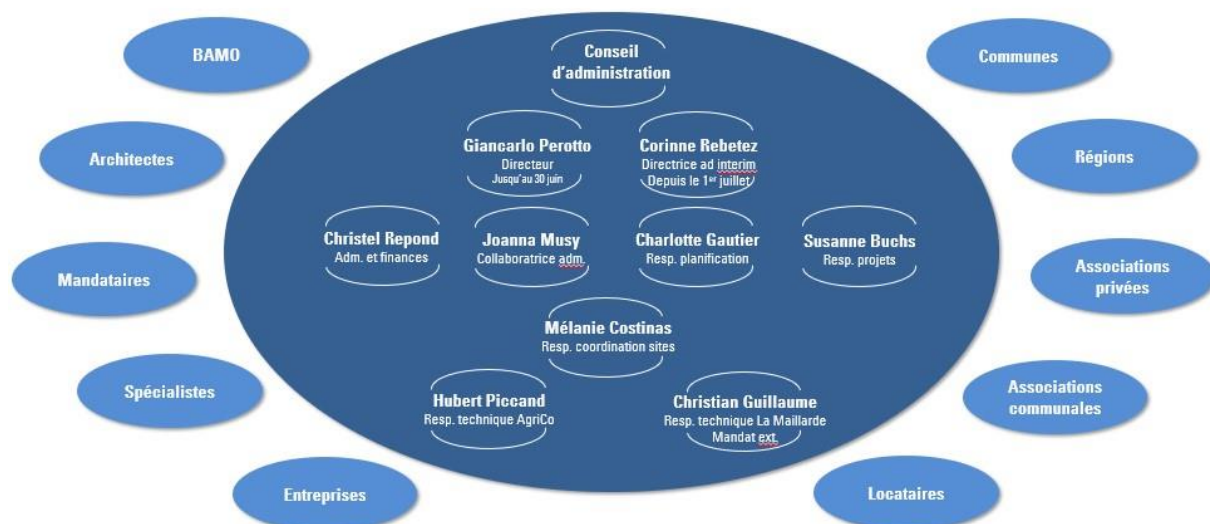 BAMO
Conseil
d'administration
Communes
Giancarlo Perotto
Directeur
Jusqu'au 30 juin
Corinne Rebetez
Directrice ad interim
Depuis le 1er juillet
Architectes
Régions
Christel Repond
Adm. et finances
Joanna Musy
Collaboratrice adm.
Charlotte Gautier
Resp. planification
Susanne Buchs
Resp. projets
Mandataires
Associations
privées
Mélanie Costinas
Resp. coordination sites
Spécialistes
Associations
communales
Hubert Piccand
Resp. technique AgriCo
Christian Guillaume
Resp. technique La Maillarde
Mandat ext.
Entreprises
Locataires